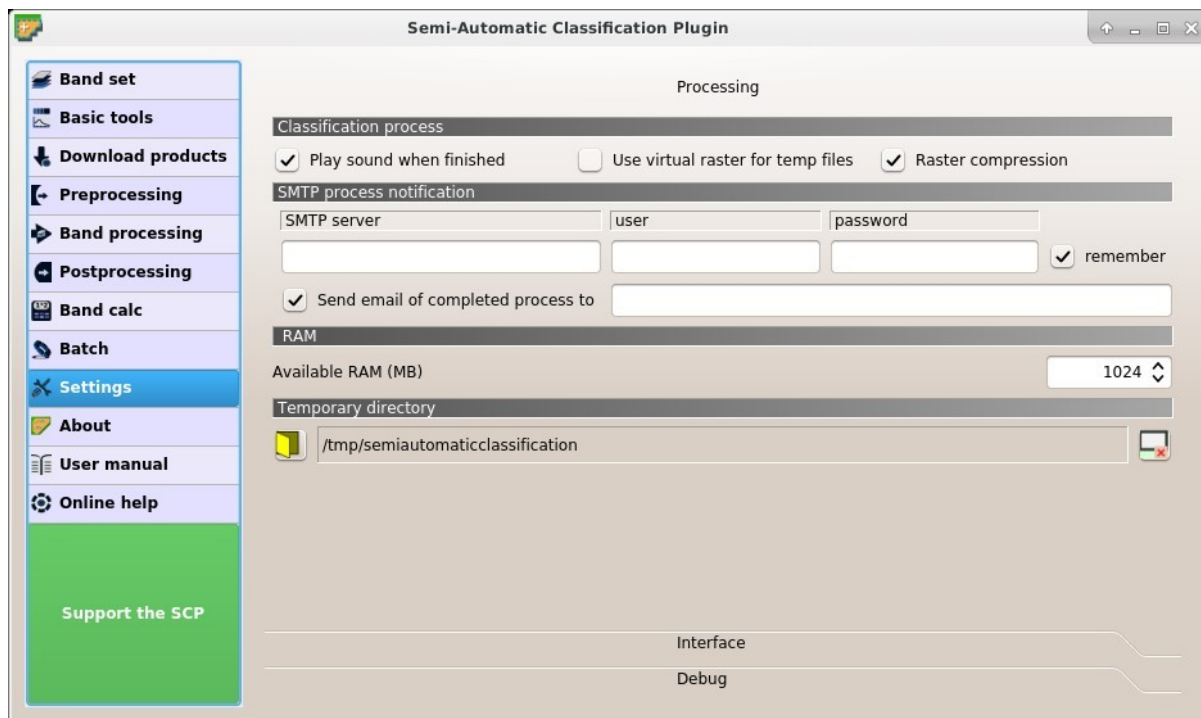 Semi-Automatic Classification Plugin
Band set
Basic tools
Download products
Preprocessing
Band processing
Postprocessing
Band calc
Batch
Settings
About
User manual
Online help
Support the SCP
Processing
Classification process
Play sound when finished Use virtual raster for temp files Raster compression
SMTP process notification
SMTP server user password
remember
Send email of completed process to
RAM
Available RAM (MB) 1024
Temporary directory
/tmp/semiautomaticclassification
Interface
Debug